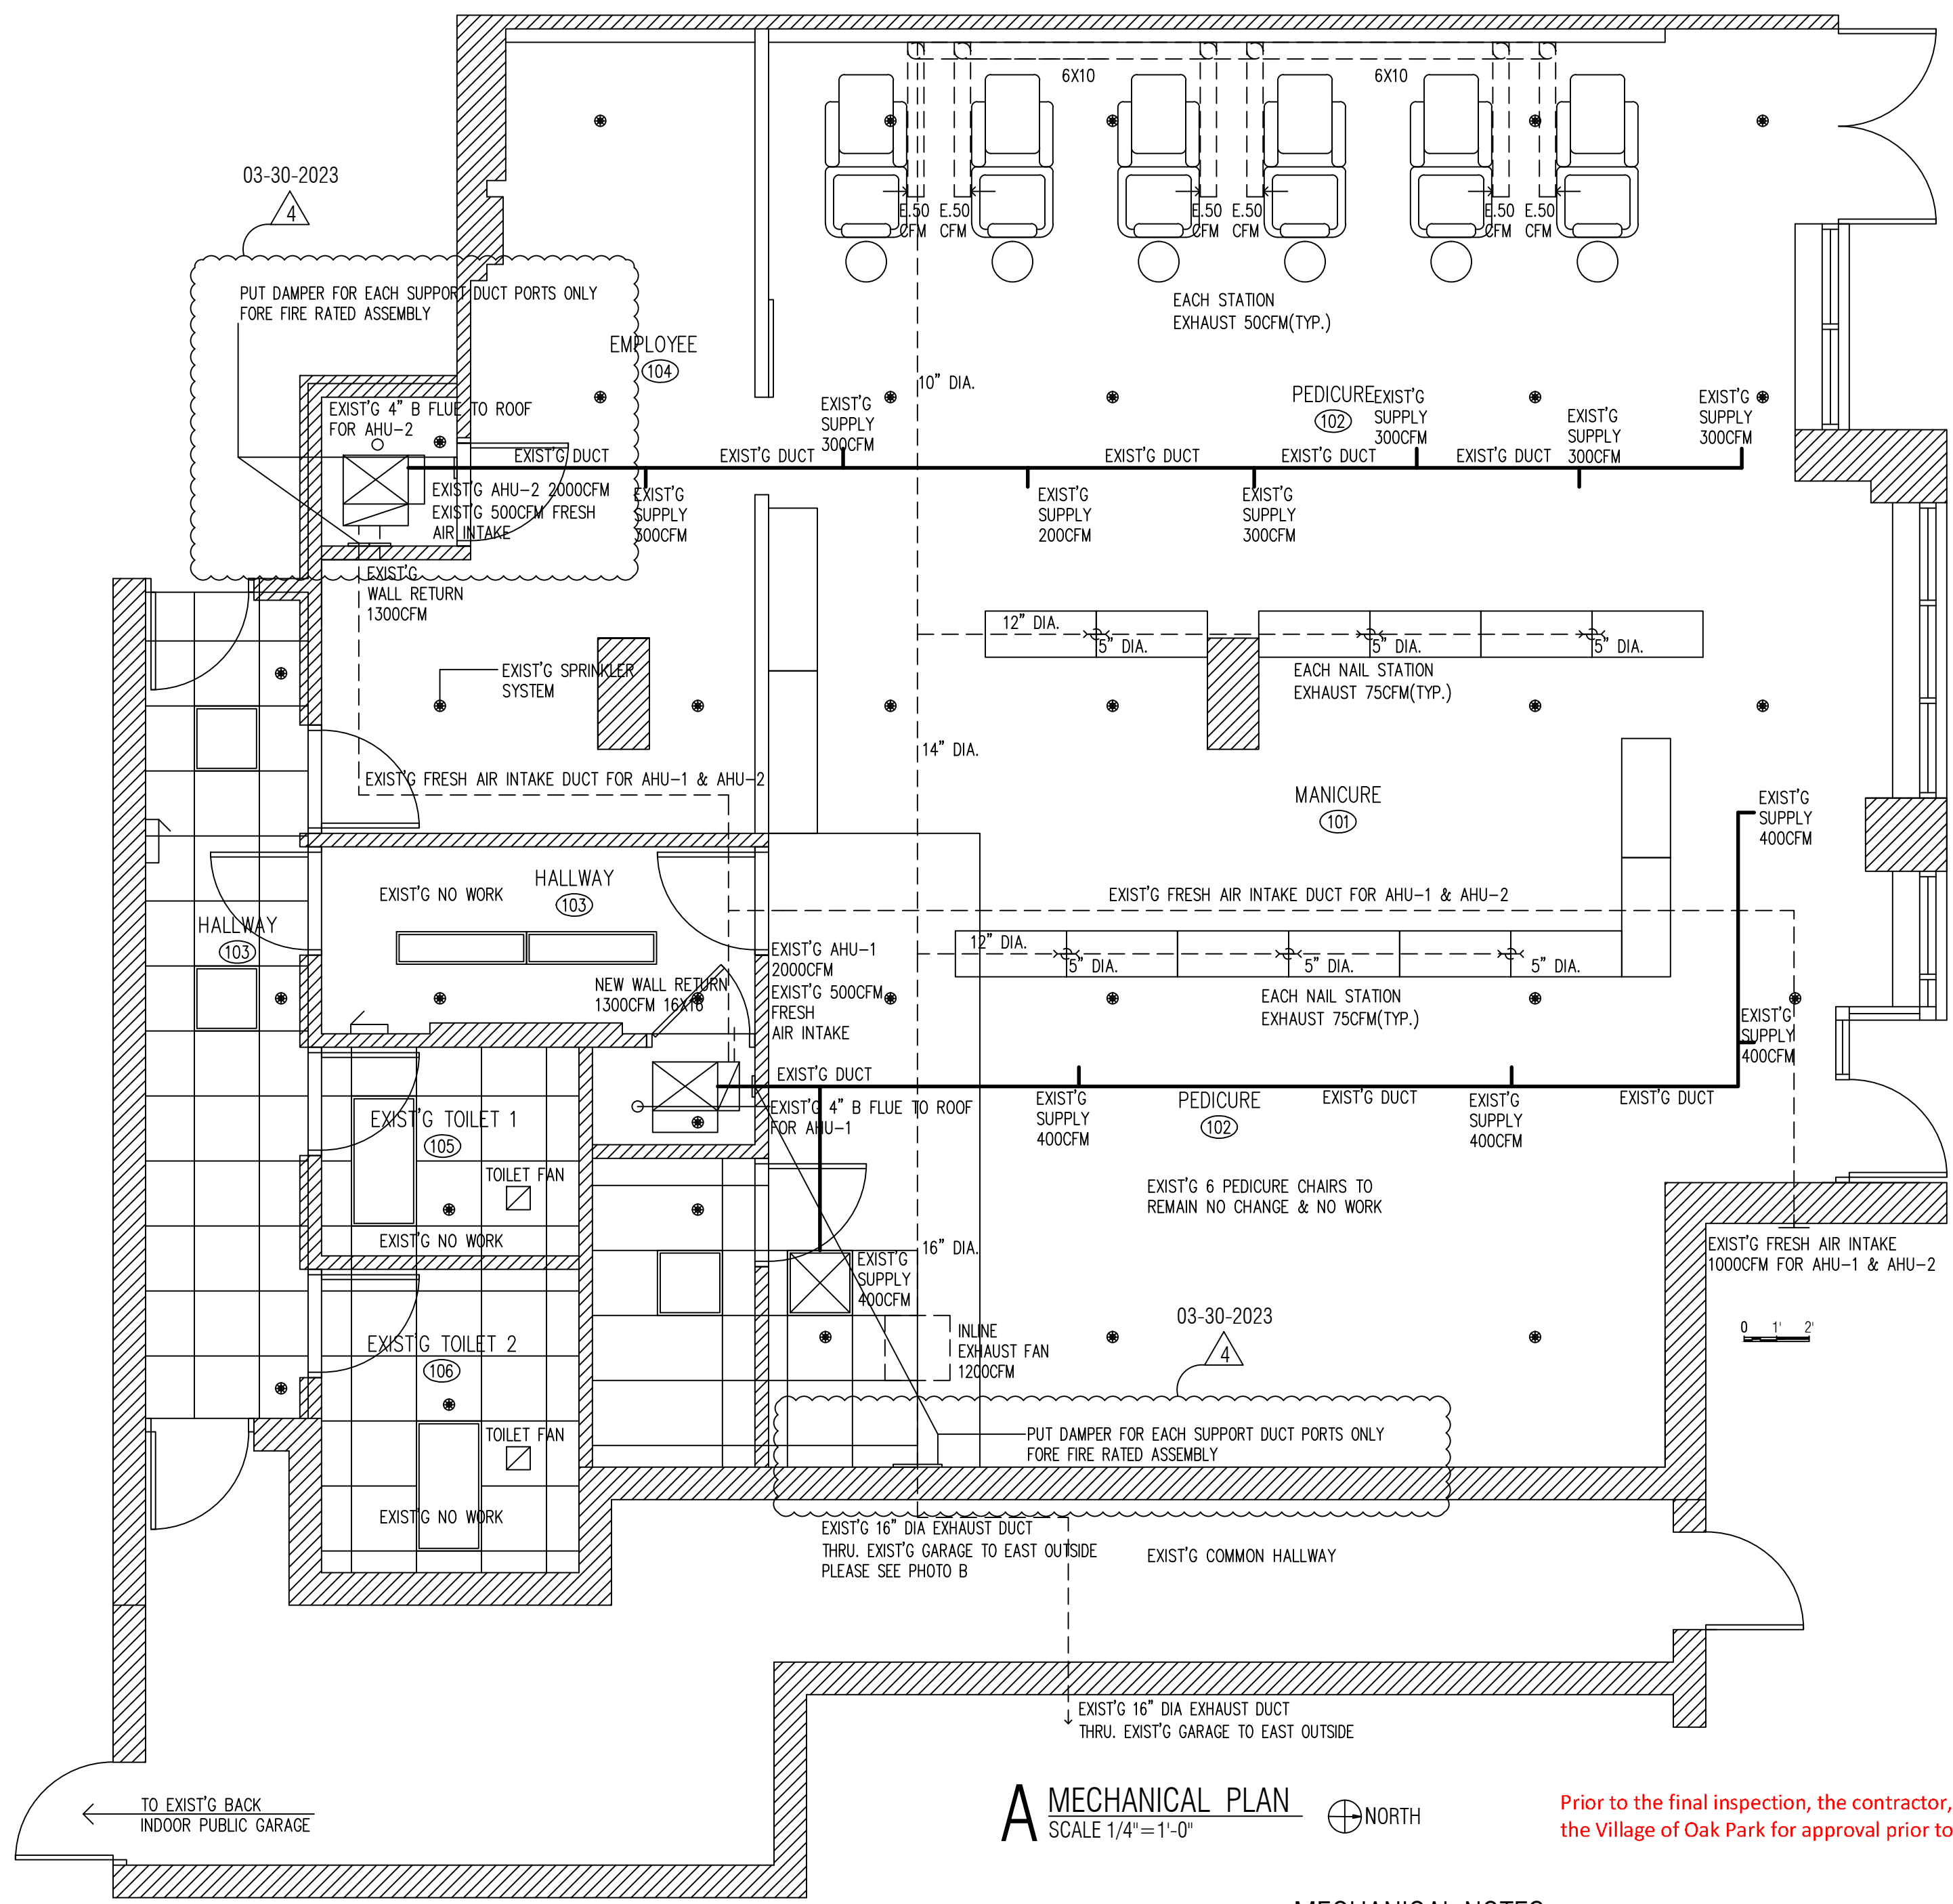 6X10
6X10
03-30-2023
4
E.50
CFM
E.50
CFM
E.50
CFM
E.50
CFM
E.50
CFM
E.50
CFM
PUT DAMPER FOR EACH SUPPORT DUCT PORTS ONLY
FORE FIRE RATED ASSEMBLY
EACH STATION
EXHAUST 50CFM(TYP.)
EMPLOYEE
104
10" DIA.
PEDICURE
102
EXIST'G 4" B FLUE TO ROOF
FOR AHU-2
EXIST'G
SUPPLY
300CFM
EXIST'G
SUPPLY
300CFM
EXIST'G
SUPPLY
300CFM
EXIST'G
SUPPLY
300CFM
EXIST'G DUCT
EXIST'G DUCT
EXIST'G DUCT
EXIST'G DUCT
EXIST'G DUCT
EXIST'G AHU-2 2000CFM
EXIST'G 500CFM FRESH
AIR INTAKE
EXIST'G
SUPPLY
300CFM
EXIST'G
SUPPLY
200CFM
EXIST'G
SUPPLY
300CFM
EXIST'G
WALL RETURN
1300CFM
12" DIA.
5" DIA.
5" DIA.
5" DIA.
EXIST'G SPRINKLER
SYSTEM
EACH NAIL STATION
EXHAUST 75CFM(TYP.)
14" DIA.
EXIST'G FRESH AIR INTAKE DUCT FOR AHU-1 & AHU-2
MANICURE
101
EXIST'G
SUPPLY
400CFM
HALLWAY
103
EXIST'G NO WORK
EXIST'G FRESH AIR INTAKE DUCT FOR AHU-1 & AHU-2
HALLWAY
103
12" DIA.
5" DIA.
5" DIA.
5" DIA.
EXIST'G AHU-1
2000CFM
EXIST'G 500CFM
FRESH
AIR INTAKE
NEW WALL RETURN
1300CFM 16X16
EACH NAIL STATION
EXHAUST 75CFM(TYP.)
EXIST'G
SUPPLY
400CFM
EXIST'G DUCT
EXIST'G 4" B FLUE TO ROOF
FOR AHU-1
EXIST'G
SUPPLY
400CFM
PEDICURE
102
EXIST'G DUCT
EXIST'G
SUPPLY
400CFM
EXIST'G DUCT
EXIST'G TOILET 1
105
TOILET FAN
EXIST'G NO WORK
EXIST'G 6 PEDICURE CHAIRS TO
REMAIN NO CHANGE & NO WORK
16" DIA.
EXIST'G
SUPPLY
400CFM
EXIST'G FRESH AIR INTAKE
1000CFM FOR AHU-1 & AHU-2
0 1' 2'
INLINE
EXHAUST FAN
1200CFM
03-30-2023
4
EXIST'G TOILET 2
106
TOILET FAN
EXIST'G NO WORK
PUT DAMPER FOR EACH SUPPORT DUCT PORTS ONLY
FORE FIRE RATED ASSEMBLY
EXIST'G 16" DIA EXHAUST DUCT
THRU. EXIST'G GARAGE TO EAST OUTSIDE
PLEASE SEE PHOTO B
EXIST'G COMMON HALLWAY
EXIST'G 16" DIA EXHAUST DUCT
THRU. EXIST'G GARAGE TO EAST OUTSIDE
TO EXIST'G BACK
INDOOR PUBLIC GARAGE
A MECHANICAL PLAN
SCALE 1/4"=1'-0"
NORTH
Prior to the final inspection, the contractor,
the Village of Oak Park for approval prior to
MECHANICAL NOTES